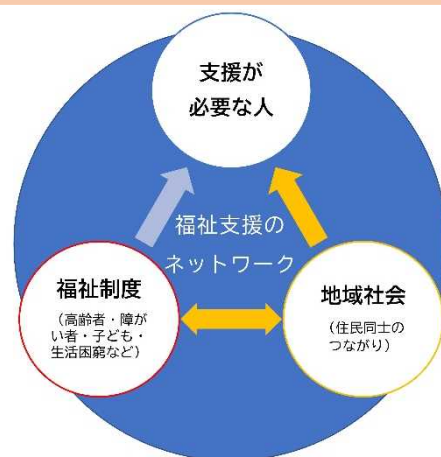 支援が
必要な人
福祉支援の
ネットワーク
福祉制度
（高齢者・障が
い者・子ども・
生活困窮など）
地域社会
（住民同士の
つながり）